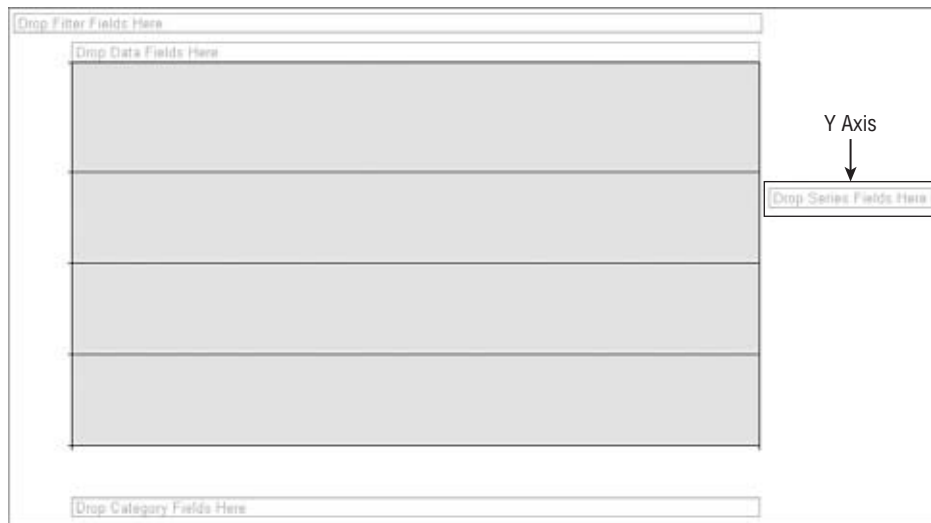 Drop Filter Fields Here
Drop Data Fields Here
Y Axis
Drop Series Fields Here
Drop Category Fields Here